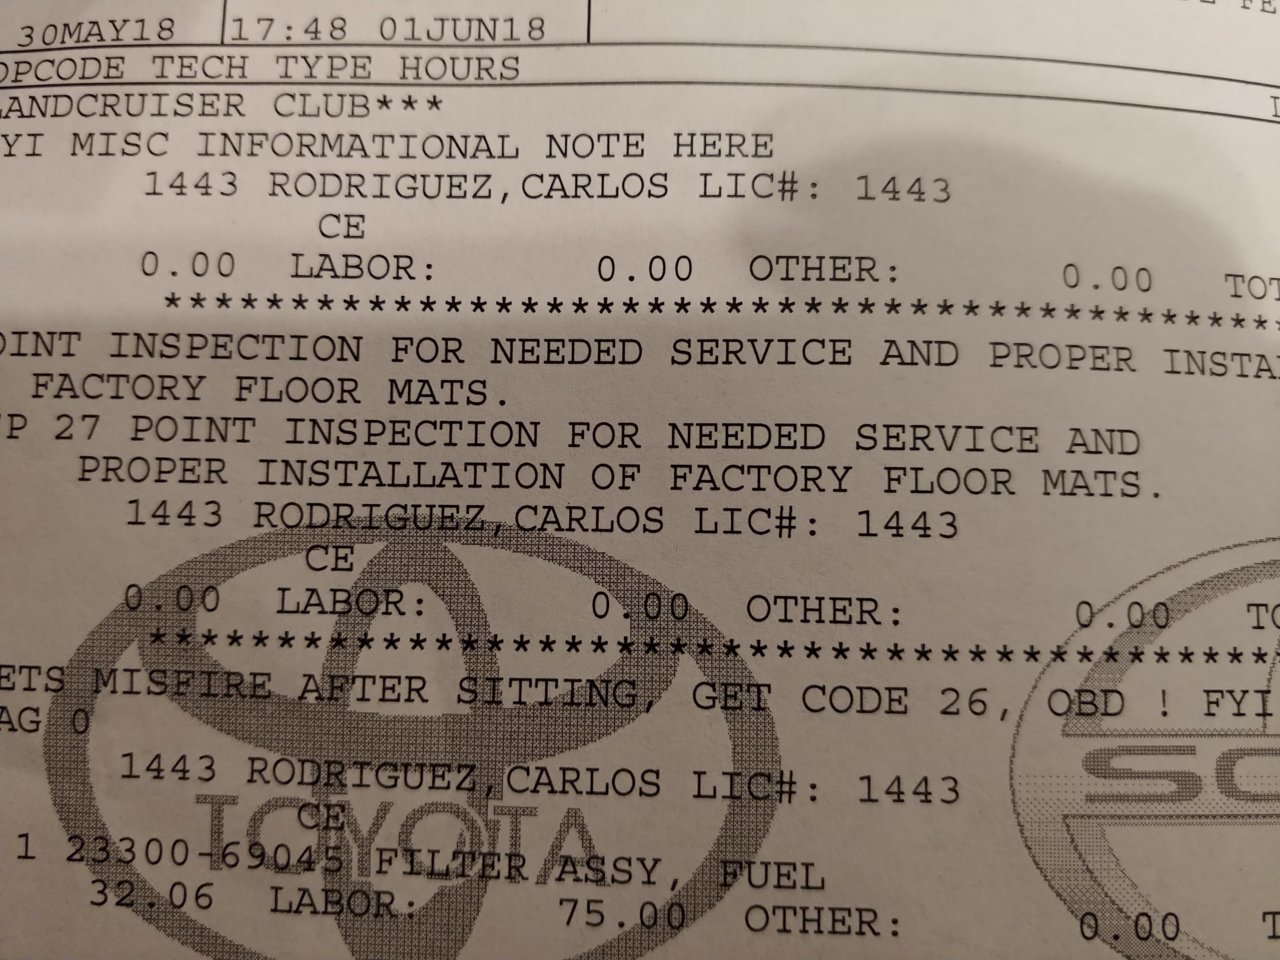 30MAY18 17:48 01JUN18
OPCODE TECH TYPE HOURS
LANDCRUISER CLUB***
YI MISC INFORMATIONAL NOTE HERE
1443 RODRIGUEZ,CARLOS LIC#: 1443
CE
0.00 LABOR: 0.00 OTHER: 0.00 TOT
*********************************************
OINT INSPECTION FOR NEEDED SERVICE AND PROPER INSTA
FACTORY FLOOR MATS.
P 27 POINT INSPECTION FOR NEEDED SERVICE AND
PROPER INSTALLATION OF FACTORY FLOOR MATS.
1443 RODRIGUEZ,CARLOS LIC#: 1443
CE
0.00 LABOR: 0.00 OTHER: 0.00 TO
*********************************************
ETS MISFIRE AFTER SITTING, GET CODE 26, OBD ! FYI
AG 0
1443 RODRIGUEZ,CARLOS LIC#: 1443
CE
TOYOTA
SC
1 23300-69045 FILTER ASSY, FUEL
32.06 LABOR: 75.00 OTHER: 0.00 T